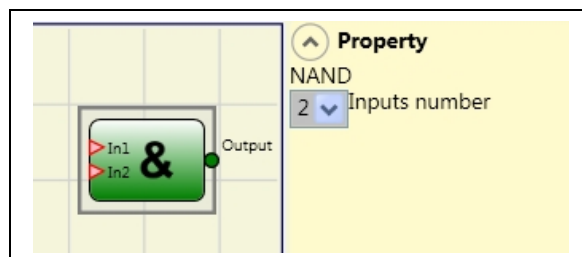 Property
NAND
2 Inputs number
In1
In2
&
Output